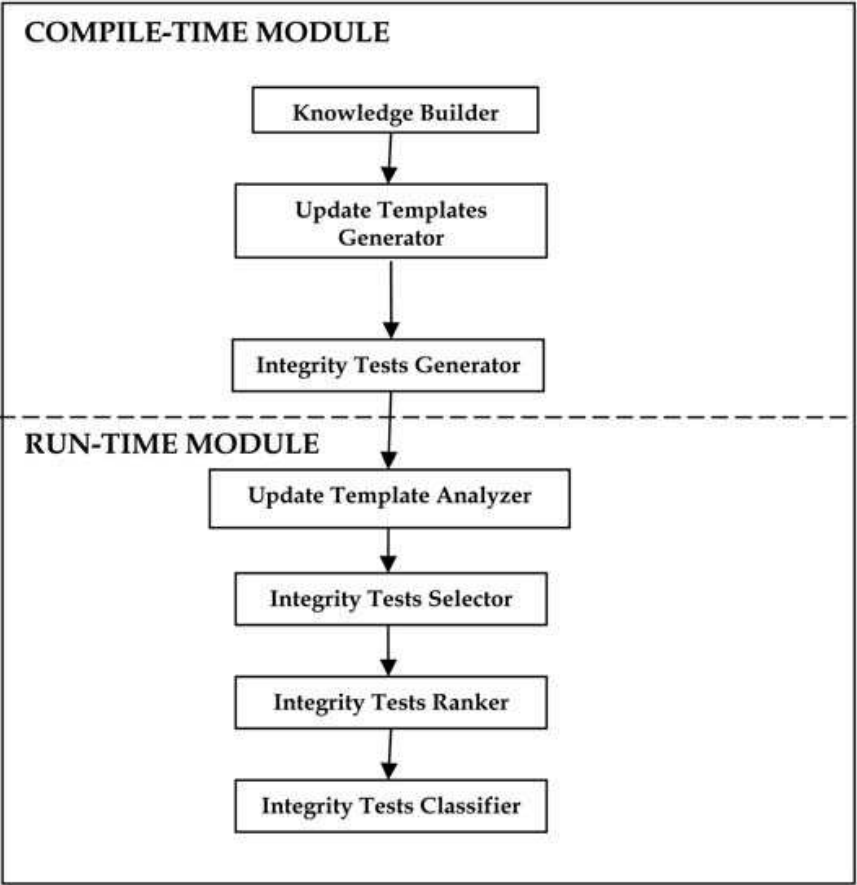 COMPILE-TIME MODULE
Knowledge Builder
Update Templates
Generator
Integrity Tests Generator
RUN-TIME MODULE
Update Template Analyzer
Integrity Tests Selector
Integrity Tests Ranker
Integrity Tests Classifier